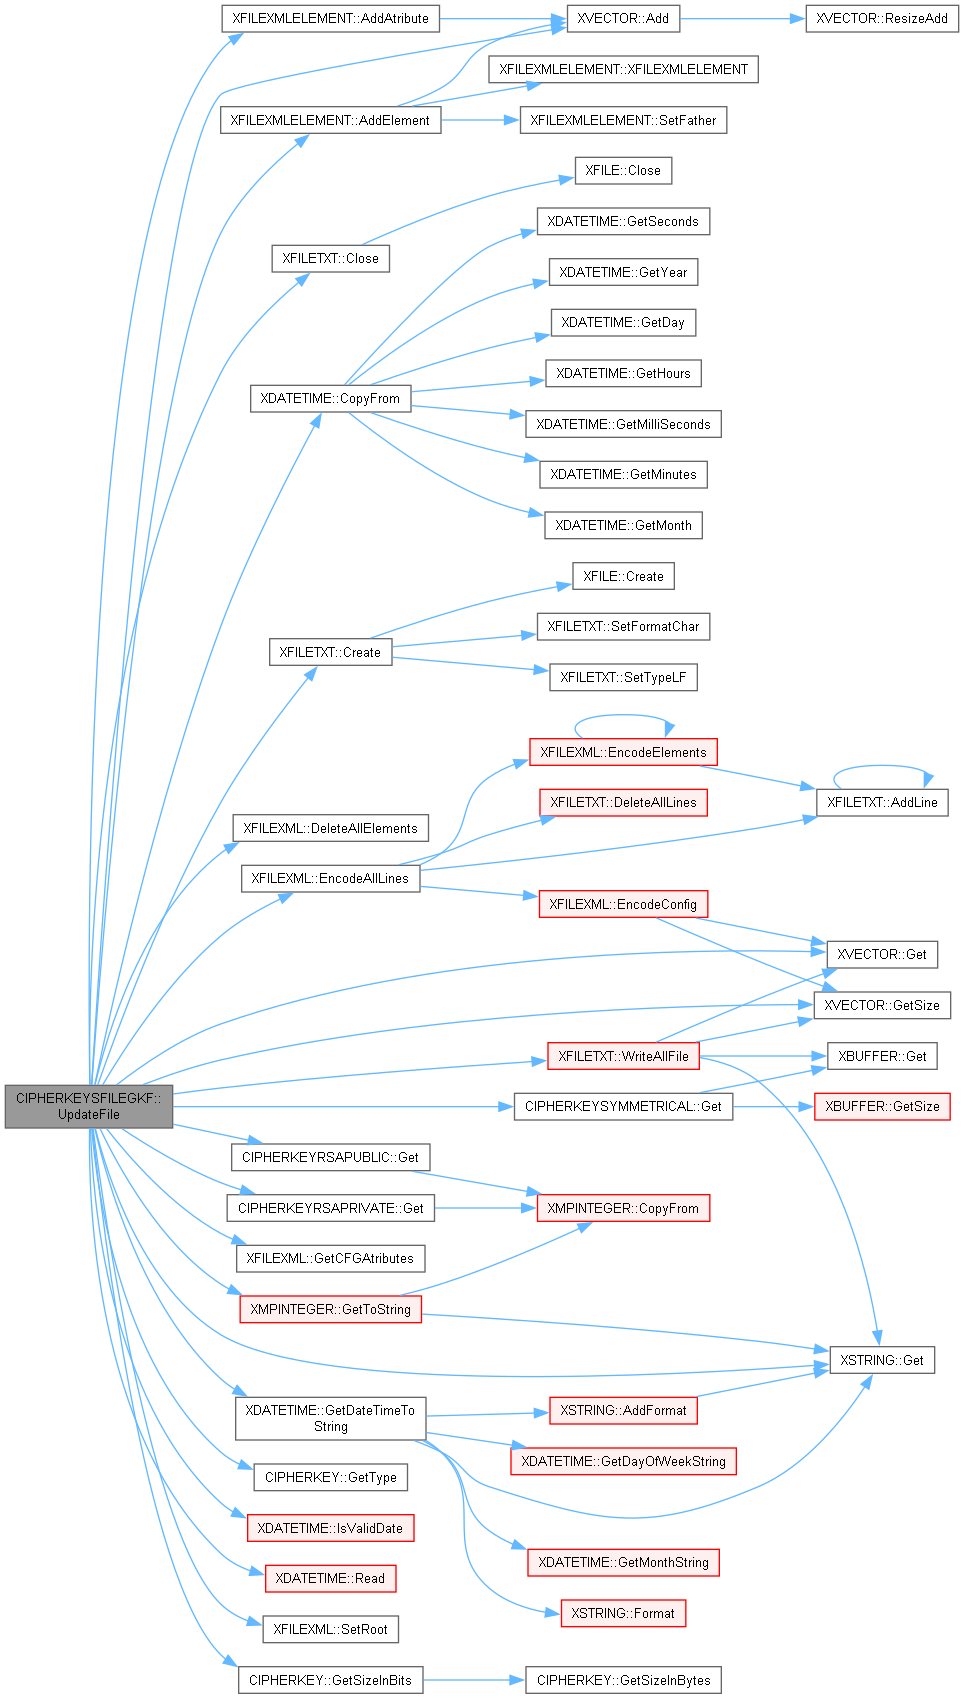 XFILEXMLELEMENT::AddAtribute
XVECTOR::Add
XVECTOR::ResizeAdd
XFILEXMLELEMENT::XFILEXMLELEMENT
XFILEXMLELEMENT::AddElement
XFILEXMLELEMENT::SetFather
XFILE::Close
XDATETIME::GetSeconds
XFILETXT::Close
XDATETIME::GetYear
XDATETIME::GetDay
XDATETIME::GetHours
XDATETIME::CopyFrom
XDATETIME::GetMilliSeconds
XDATETIME::GetMinutes
XDATETIME::GetMonth
XFILE::Create
XFILETXT::SetFormatChar
XFILETXT::Create
XFILETXT::SetTypeLF
XFILEXML::EncodeElements
XFILETXT::DeleteAllLines
XFILETXT::AddLine
XFILEXML::DeleteAllElements
XFILEXML::EncodeAllLines
XFILEXML::EncodeConfig
XVECTOR::Get
XVECTOR::GetSize
XFILETXT::WriteAllFile
XBUFFER::Get
CIPHERKEYSFILEGKF::
UpdateFile
CIPHERKEYSYMMETRICAL::Get
XBUFFER::GetSize
CIPHERKEYRSAPUBLIC::Get
CIPHERKEYRSAPRIVATE::Get
XMPINTEGER::CopyFrom
XFILEXML::GetCFGAtributes
XMPINTEGER::GetToString
XSTRING::Get
XDATETIME::GetDateTimeTo
String
XSTRING::AddFormat
XDATETIME::GetDayOfWeekString
CIPHERKEY::GetType
XDATETIME::IsValidDate
XDATETIME::GetMonthString
XDATETIME::Read
XSTRING::Format
XFILEXML::SetRoot
CIPHERKEY::GetSizeInBits
CIPHERKEY::GetSizeInBytes